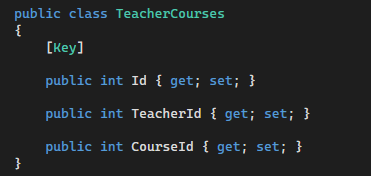 public class TeacherCourses
{
[Key]
public int Id { get; set; }
public int TeacherId { get; set; }
public int CourseId { get; set; }
}